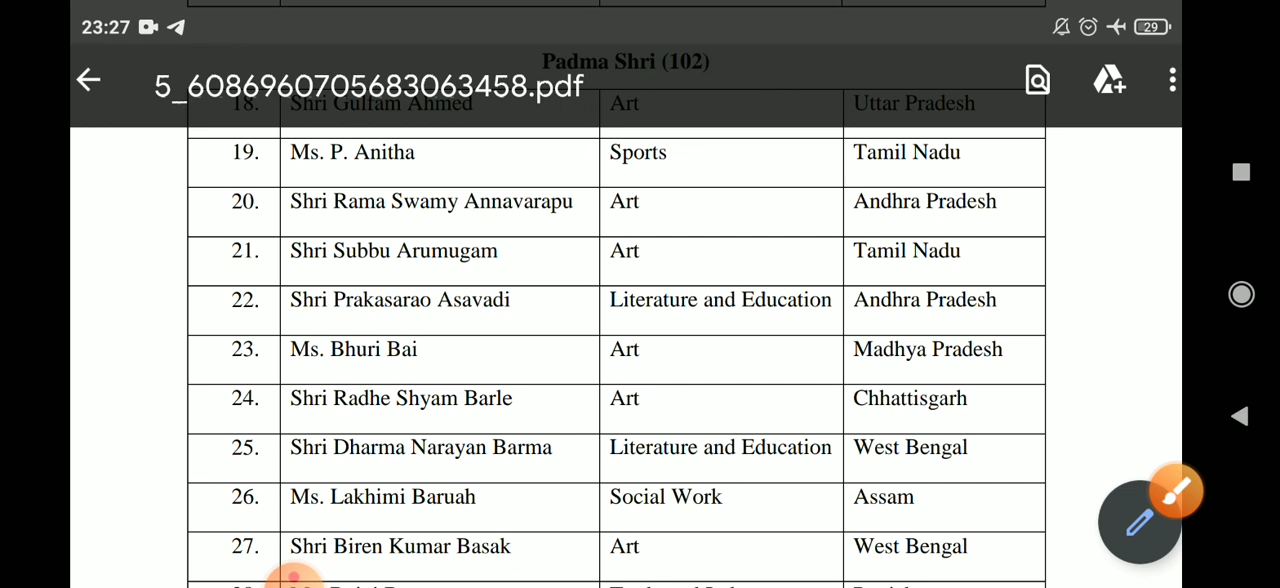 23:27
29
Padma Shri (102)
5_6086960705683063458.pdf
18. Shri Gulfam Ahmed Art Uttar Pradesh
19. Ms. P. Anitha Sports Tamil Nadu
20. Shri Rama Swamy Annavarapu Art Andhra Pradesh
21. Shri Subbu Arumugam Art Tamil Nadu
22. Shri Prakasarao Asavadi Literature and Education Andhra Pradesh
23. Ms. Bhuri Bai Art Madhya Pradesh
24. Shri Radhe Shyam Barle Art Chhattisgarh
25. Shri Dharma Narayan Barma Literature and Education West Bengal
26. Ms. Lakhimi Baruah Social Work Assam
27. Shri Biren Kumar Basak Art West Bengal